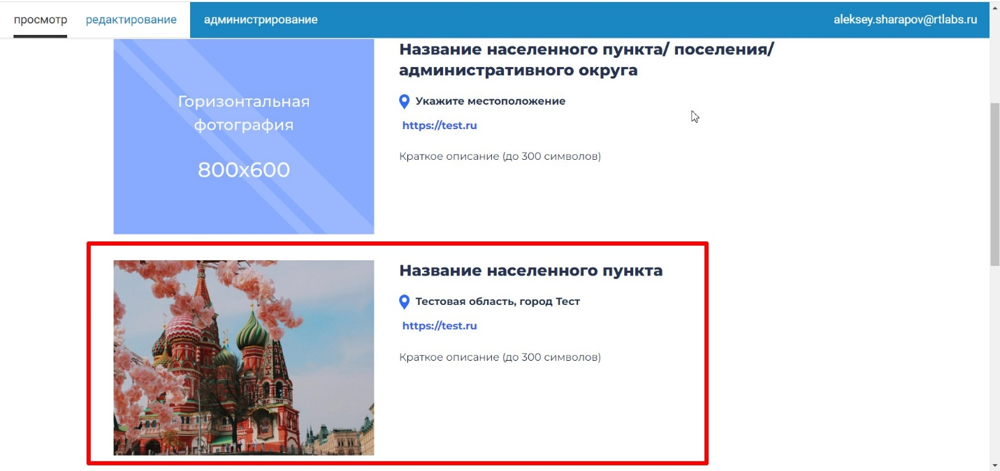 просмотр редактирование администрирование aleksey.sharapov@rtlabs.ru
Горизонтальная
фотография
800x600
Название населенного пункта/ поселения/
административного округа
Укажите местоположение
https://test.ru
Краткое описание (до 300 символов)
Название населенного пункта
Тестовая область, город Тест
https://test.ru
Краткое описание (до 300 символов)